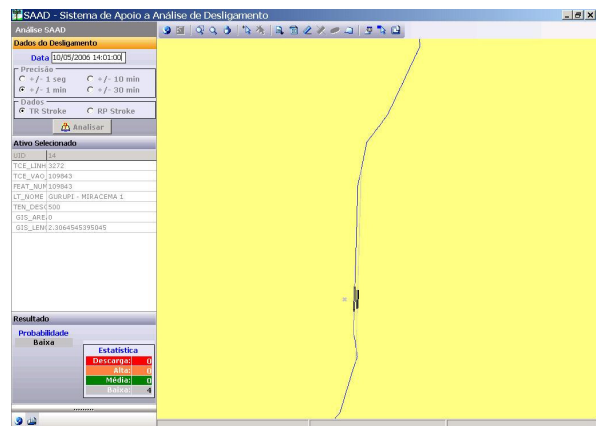 SAAD - Sistema de Apoio a Análise de Desligamento
Análise SAAD
Dados do Desligamento
Data 10/05/2006 14:01:00
Precisão
+/- 1 seg +/- 10 min
+/- 1 min +/- 30 min
Dados
TR Stroke RP Stroke
Analisar
Ativo Selecionado
UID 14
TCE_LINH 3272
TCE_VAO_ 109843
FEAT_NUM 109843
LT_NOME GURUPI - MIRACEMA 1
TEN_DESC 500
GIS_ARE 0
GIS_LEN 2.3064545395045
Resultado
Probabilidade
Baixa
Estatística
Descarga: 0
Alta: 0
Média: 0
Baixa: 4